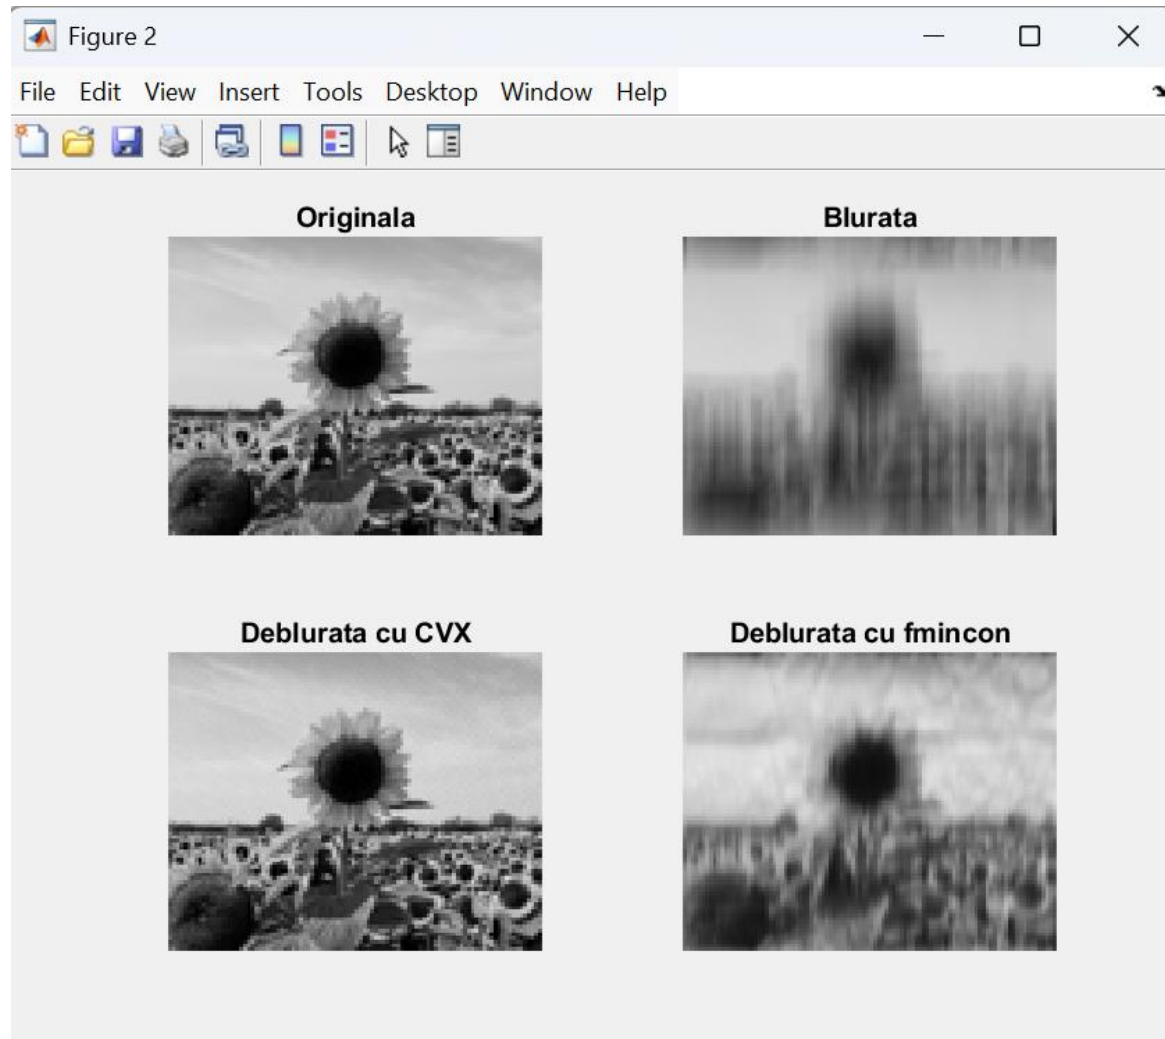 Figure 2
File Edit View Insert Tools Desktop Window Help
Originala
Blurata
Deblurata cu CVX
Deblurata cu fmincon